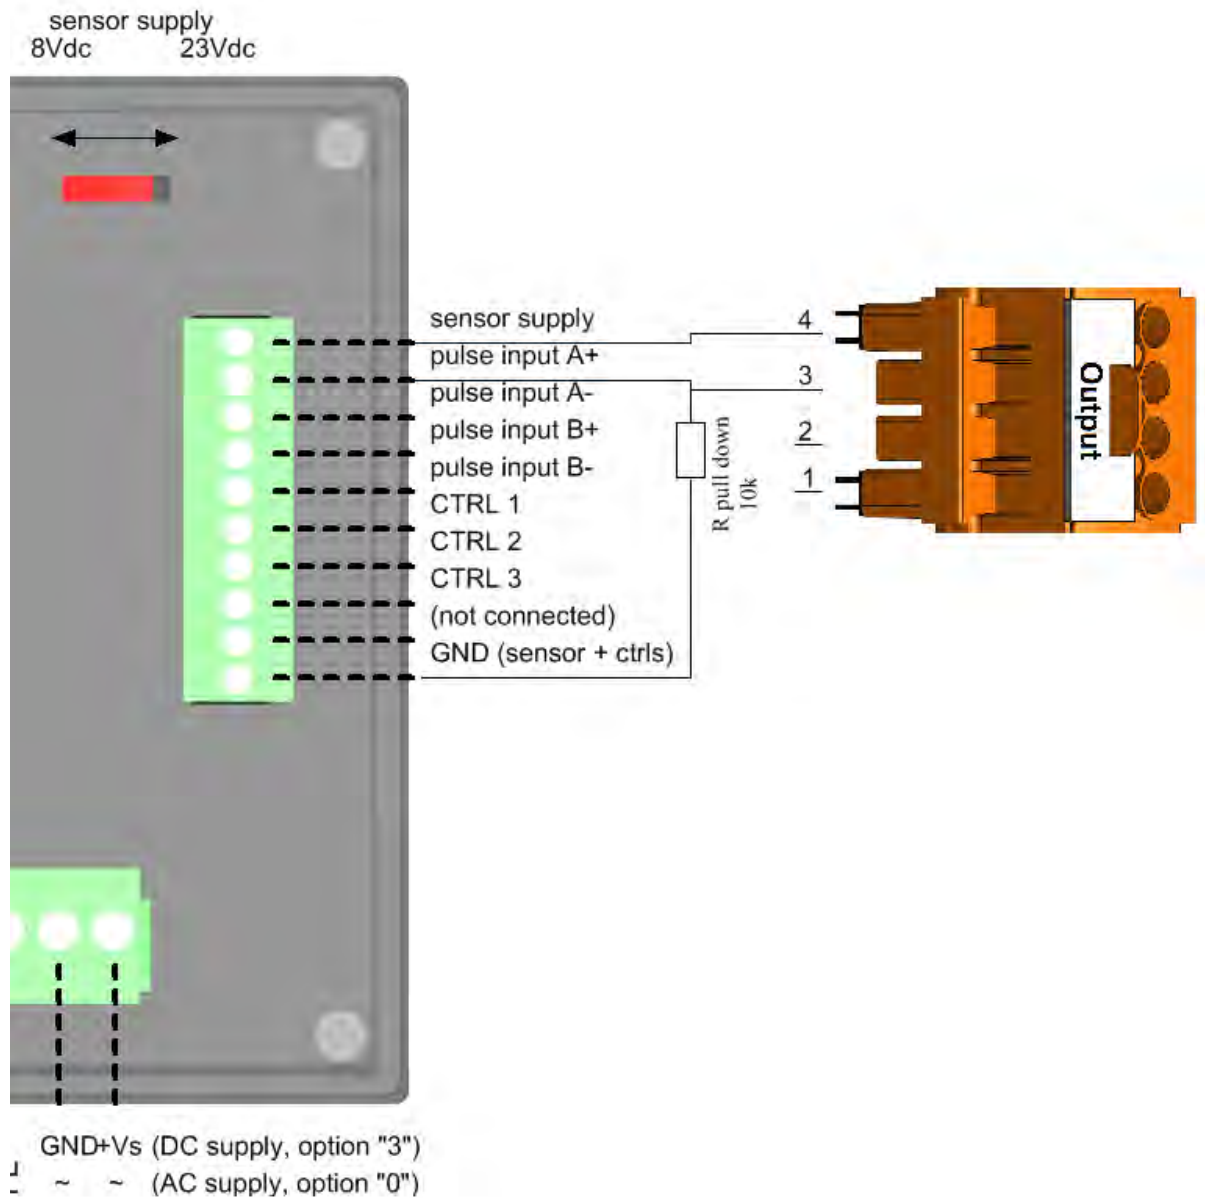 sensor supply
8Vdc 23Vdc
sensor supply
pulse input A+
pulse input A-
pulse input B+
pulse input B-
CTRL 1
CTRL 2
CTRL 3
(not connected)
GND (sensor + ctrls)
4
3
2
1
R pull down
10k
Output
GND+Vs (DC supply, option "3")
~ ~ (AC supply, option "0")